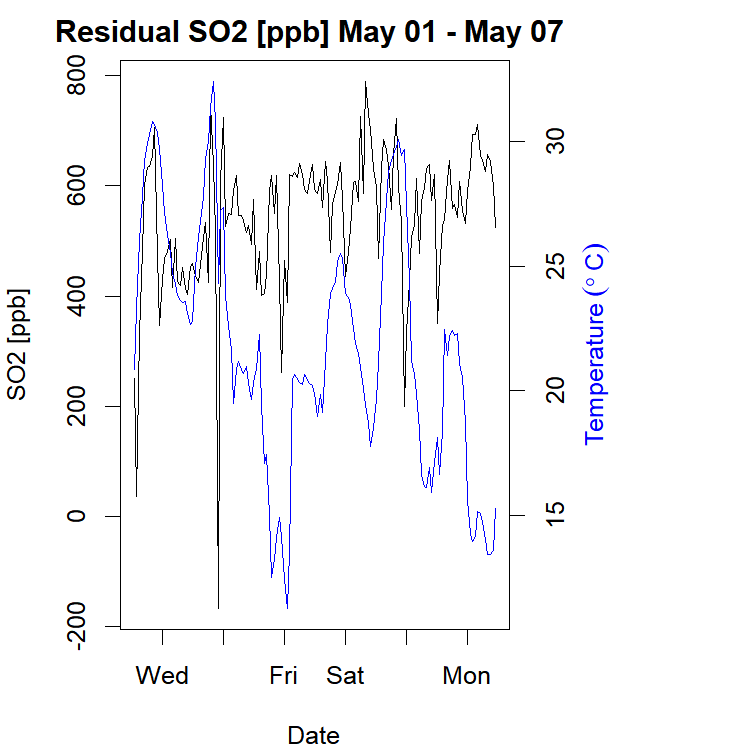 Residual SO2 [ppb] May 01 - May 07
800
600
400
200
0
-200
SO2 [ppb]
30
25
20
15
Temperature (° C)
Wed Fri Sat Mon
Date